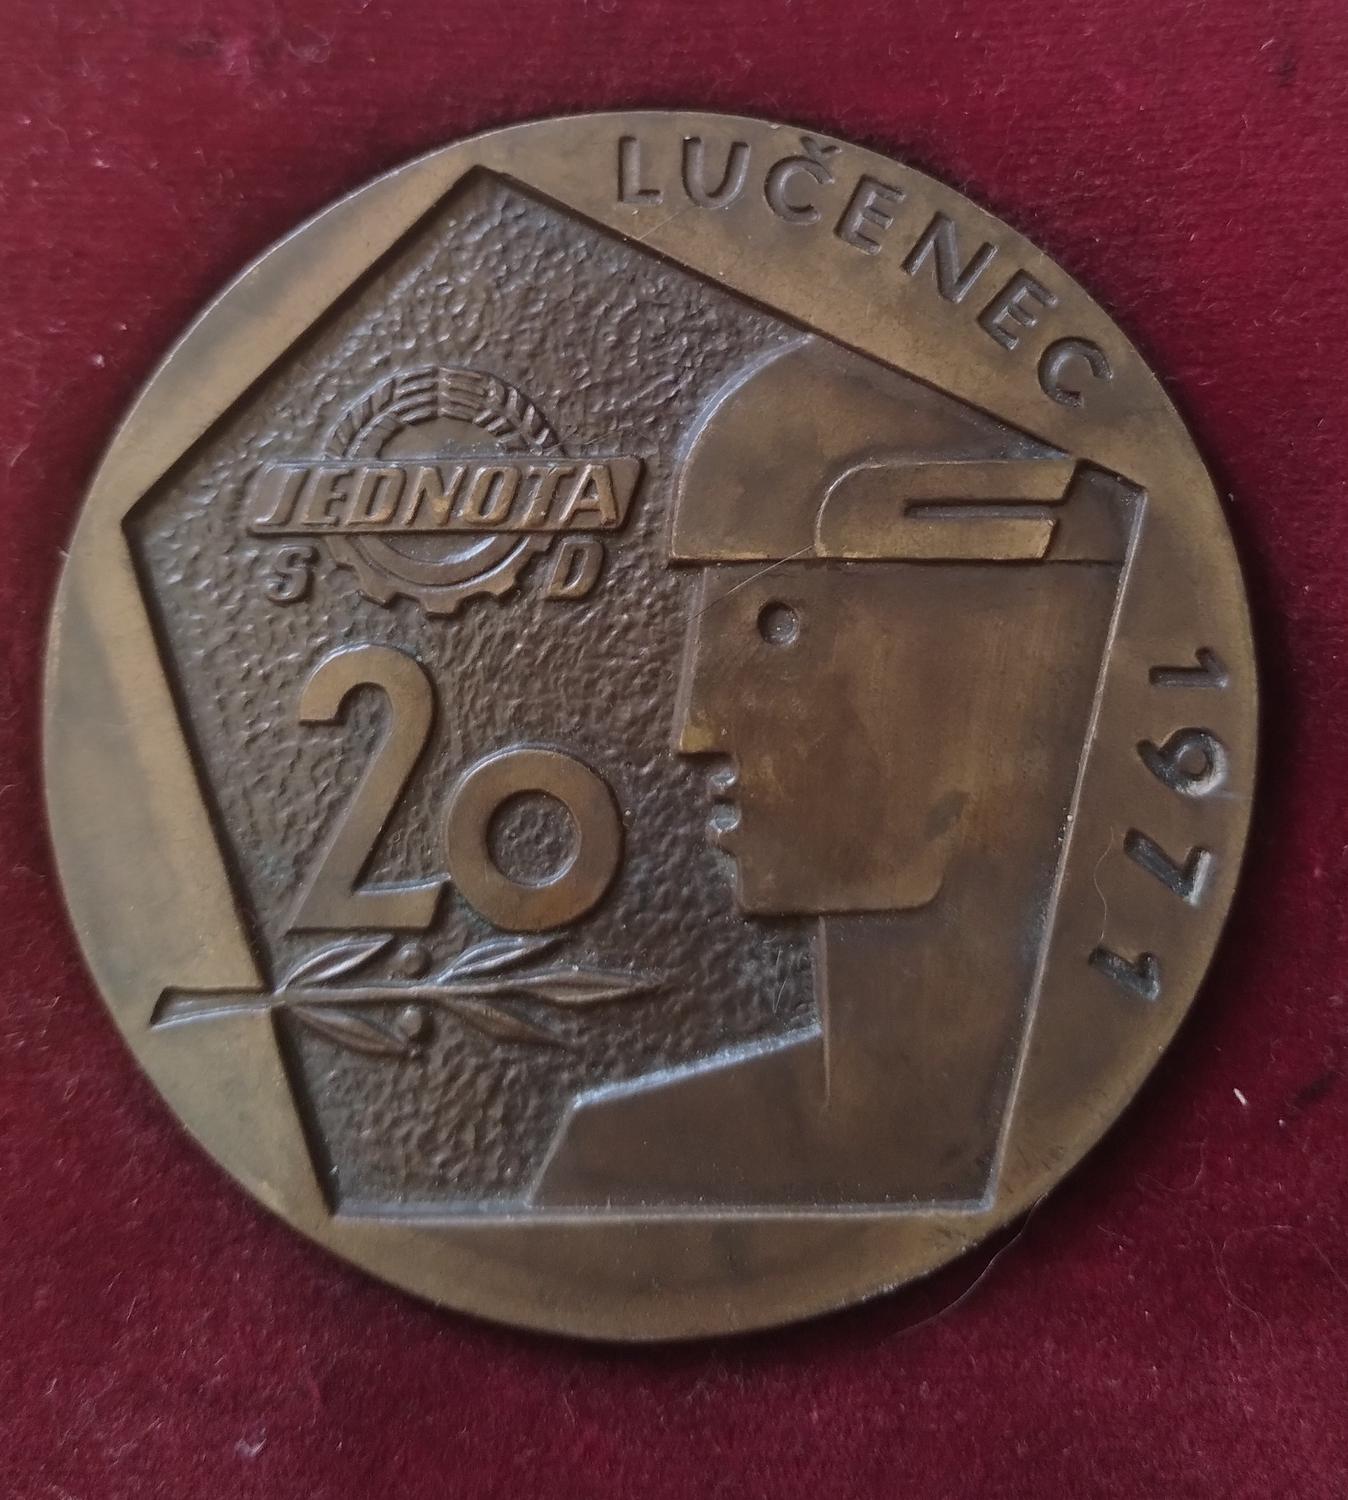 LUČENEC
1971
JEDNOTA
S D
20